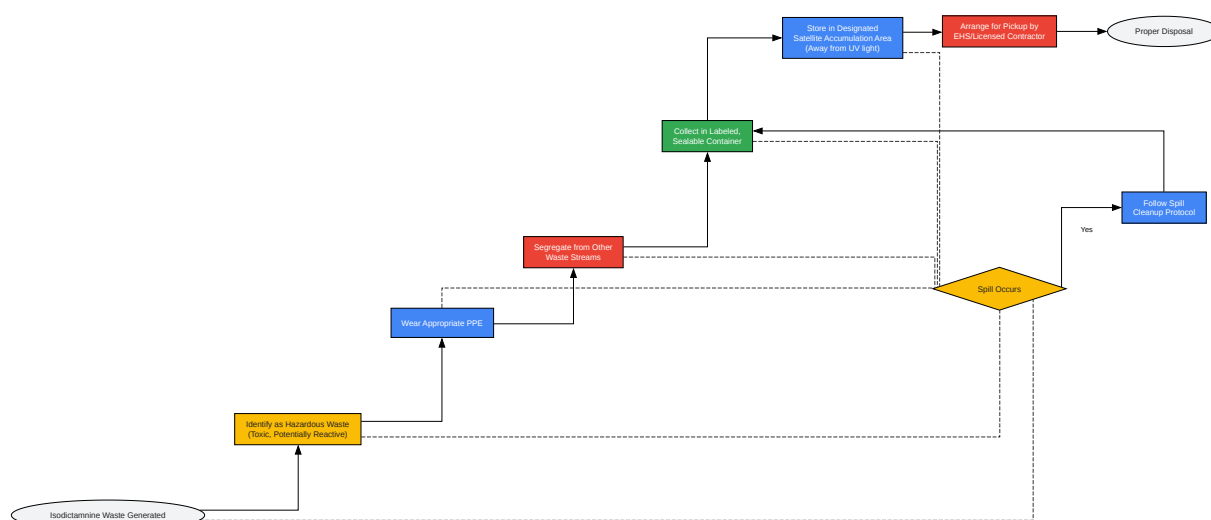 Store in Designated
Satellite Accumulation Area
(Away from UV light)
Arrange for Pickup by
EHS/Licensed Contractor
Proper Disposal
Collect in Labeled,
Sealable Container
Follow Spill
Cleanup Protocol
Yes
Segregate from Other
Waste Streams
Spill Occurs
Wear Appropriate PPE
Identify as Hazardous Waste
(Toxic, Potentially Reactive)
Isodictamnine Waste Generated